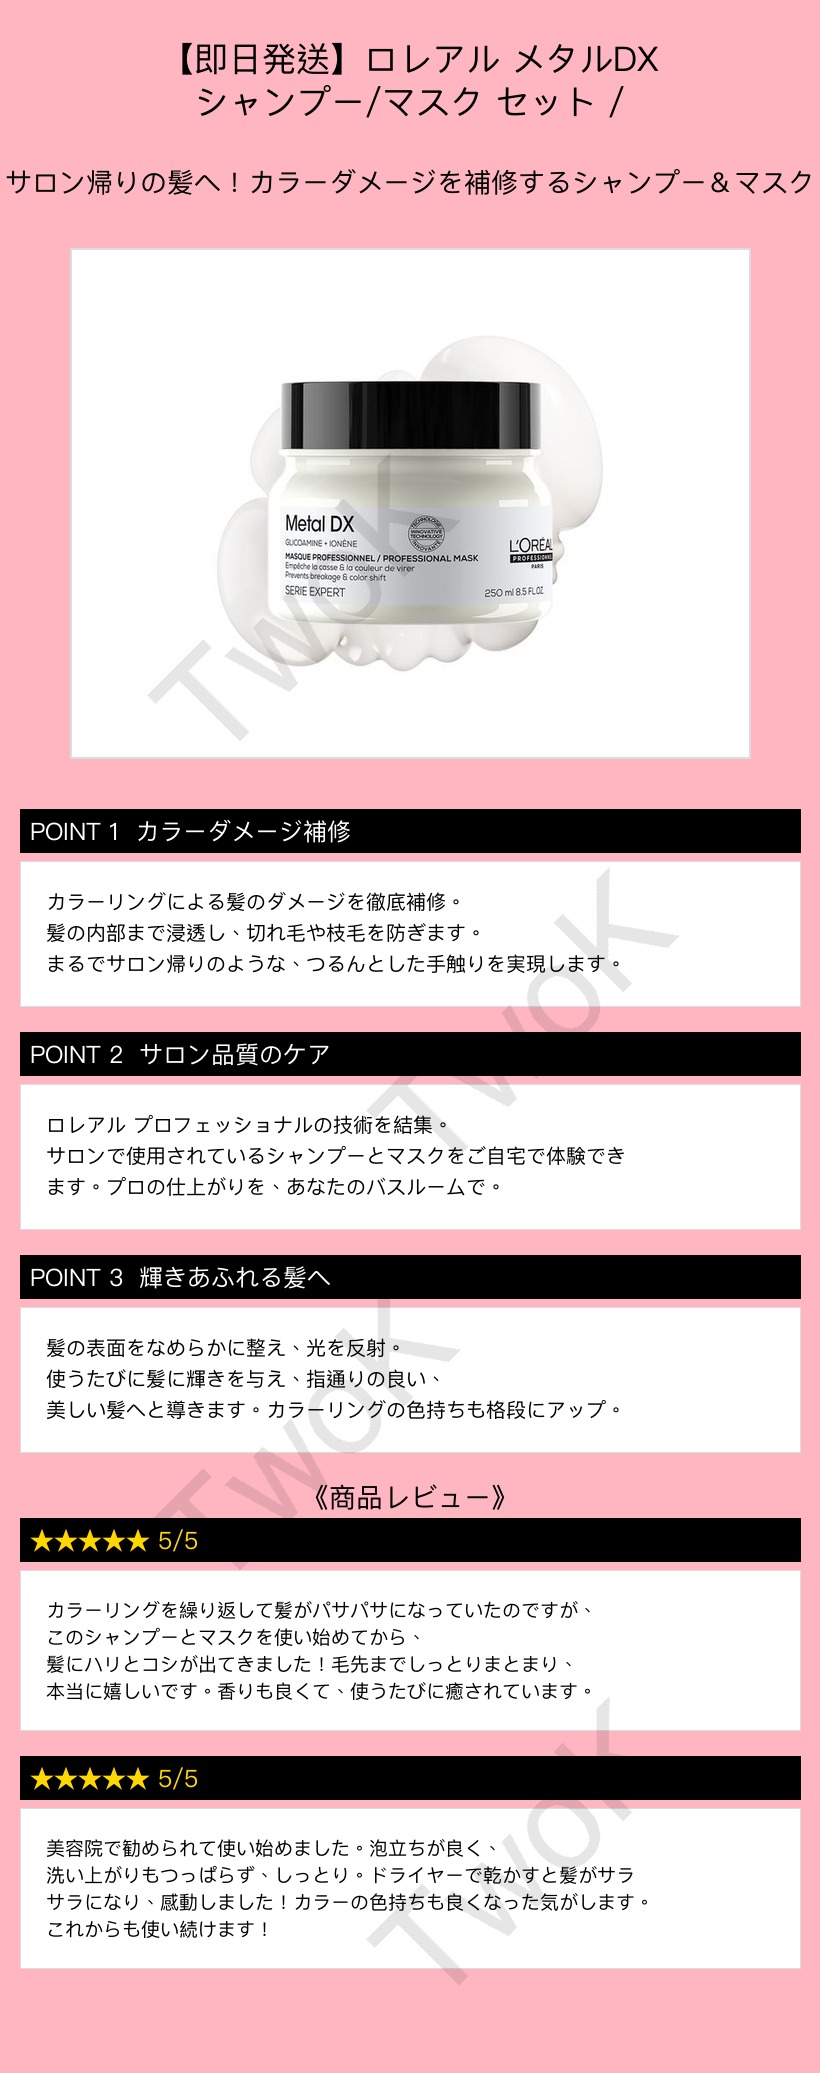 【即日発送】ロレアル メタルDX
シャンプー/マスク セット /
サロン帰りの髪へ！カラーダメージを補修するシャンプー＆マスク
Metal DX
GLICOAMINE + IONÈNE
MASQUE PROFESSIONNEL / PROFESSIONAL MASK
Empêche la casse & la couleur de virer
Prevents breakage & color shift
SERIE EXPERT
TECHNOLOGIE
INNOVATIVE
TECHNOLOGY
INNOVANTE
L'ORÉAL
PROFESSIONNEL
PARIS
250 ml 8.5 FL.OZ.
TwoK
POINT 1 カラーダメージ補修
カラーリングによる髪のダメージを徹底補修。
髪の内部まで浸透し、切れ毛や枝毛を防ぎます。
まるでサロン帰りのような、つるんとした手触りを実現します。
TwoK
POINT 2 サロン品質のケア
ロレアル プロフェッショナルの技術を結集。
サロンで使用されているシャンプーとマスクをご自宅で体験でき
ます。プロの仕上がりを、あなたのバスルームで。
POINT 3 輝きあふれる髪へ
髪の表面をなめらかに整え、光を反射。
使うたびに髪に輝きを与え、指通りの良い、
美しい髪へと導きます。カラーリングの色持ちも格段にアップ。
TwoK
《商品レビュー》
★★★★★ 5/5
カラーリングを繰り返して髪がパサパサになっていたのですが、
このシャンプーとマスクを使い始めてから、
髪にハリとコシが出てきました！毛先までしっとりまとまり、
本当に嬉しいです。香りも良くて、使うたびに癒されています。
★★★★★ 5/5
美容院で勧められて使い始めました。泡立ちが良く、
洗い上がりもつっぱらず、しっとり。ドライヤーで乾かすと髪がサラ
サラになり、感動しました！カラーの色持ちも良くなった気がします。
これからも使い続けます！
TwoK